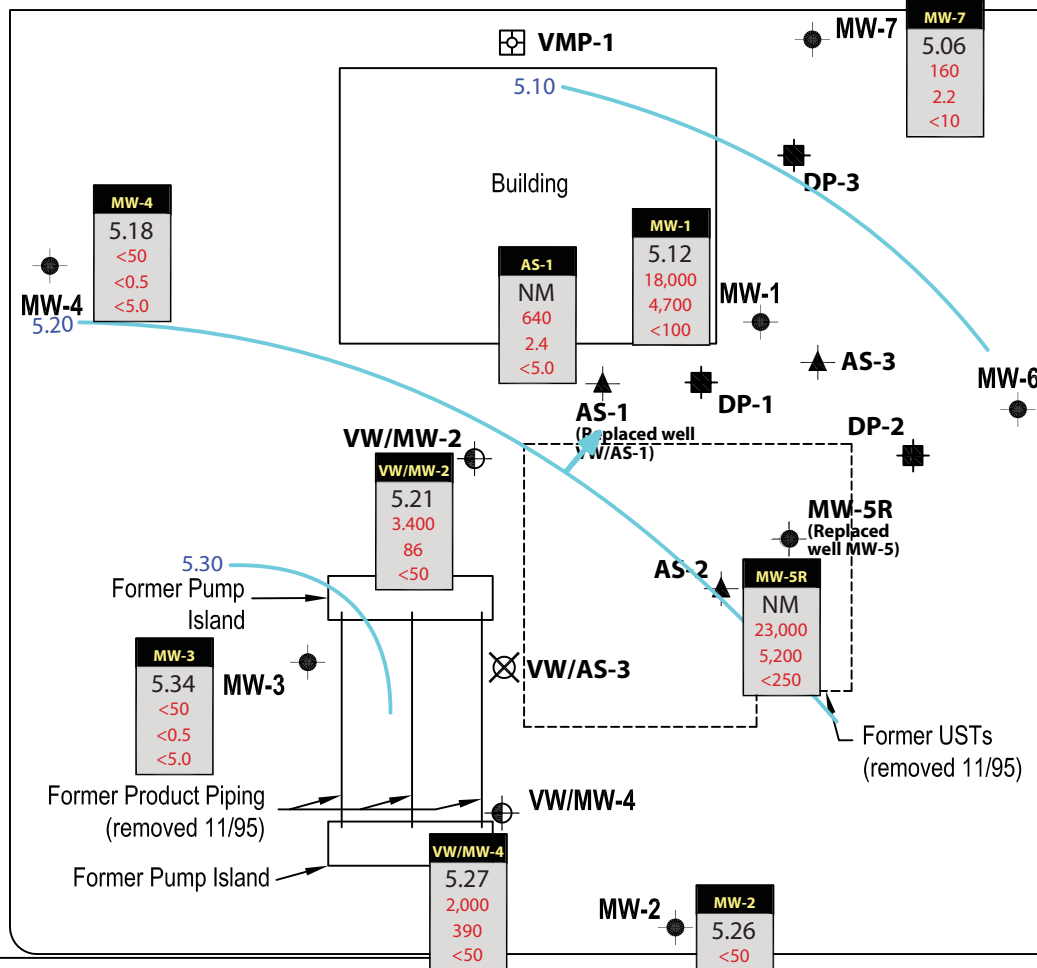 VMP-1
MW-7
MW-7
5.06
160
2.2
<10
5.10
DP-3
Building
MW-4
5.18
<50
<0.5
<5.0
MW-4
5.20
MW-1
5.12
18,000
4,700
<100
MW-1
AS-1
NM
640
2.4
<5.0
AS-3
MW-6
AS-1
(Replaced well
VW/AS-1)
DP-1
DP-2
VW/MW-2
VW/MW-2
5.21
3.400
86
<50
MW-5R
(Replaced
well MW-5)
AS-2
MW-5R
NM
23,000
5,200
<250
5.30
Former Pump
Island
MW-3
5.34
<50
<0.5
<5.0
MW-3
VW/AS-3
Former USTs
(removed 11/95)
Former Product Piping
(removed 11/95)
VW/MW-4
Former Pump Island
VW/MW-4
5.27
2,000
390
<50
MW-2
MW-2
5.26
<50